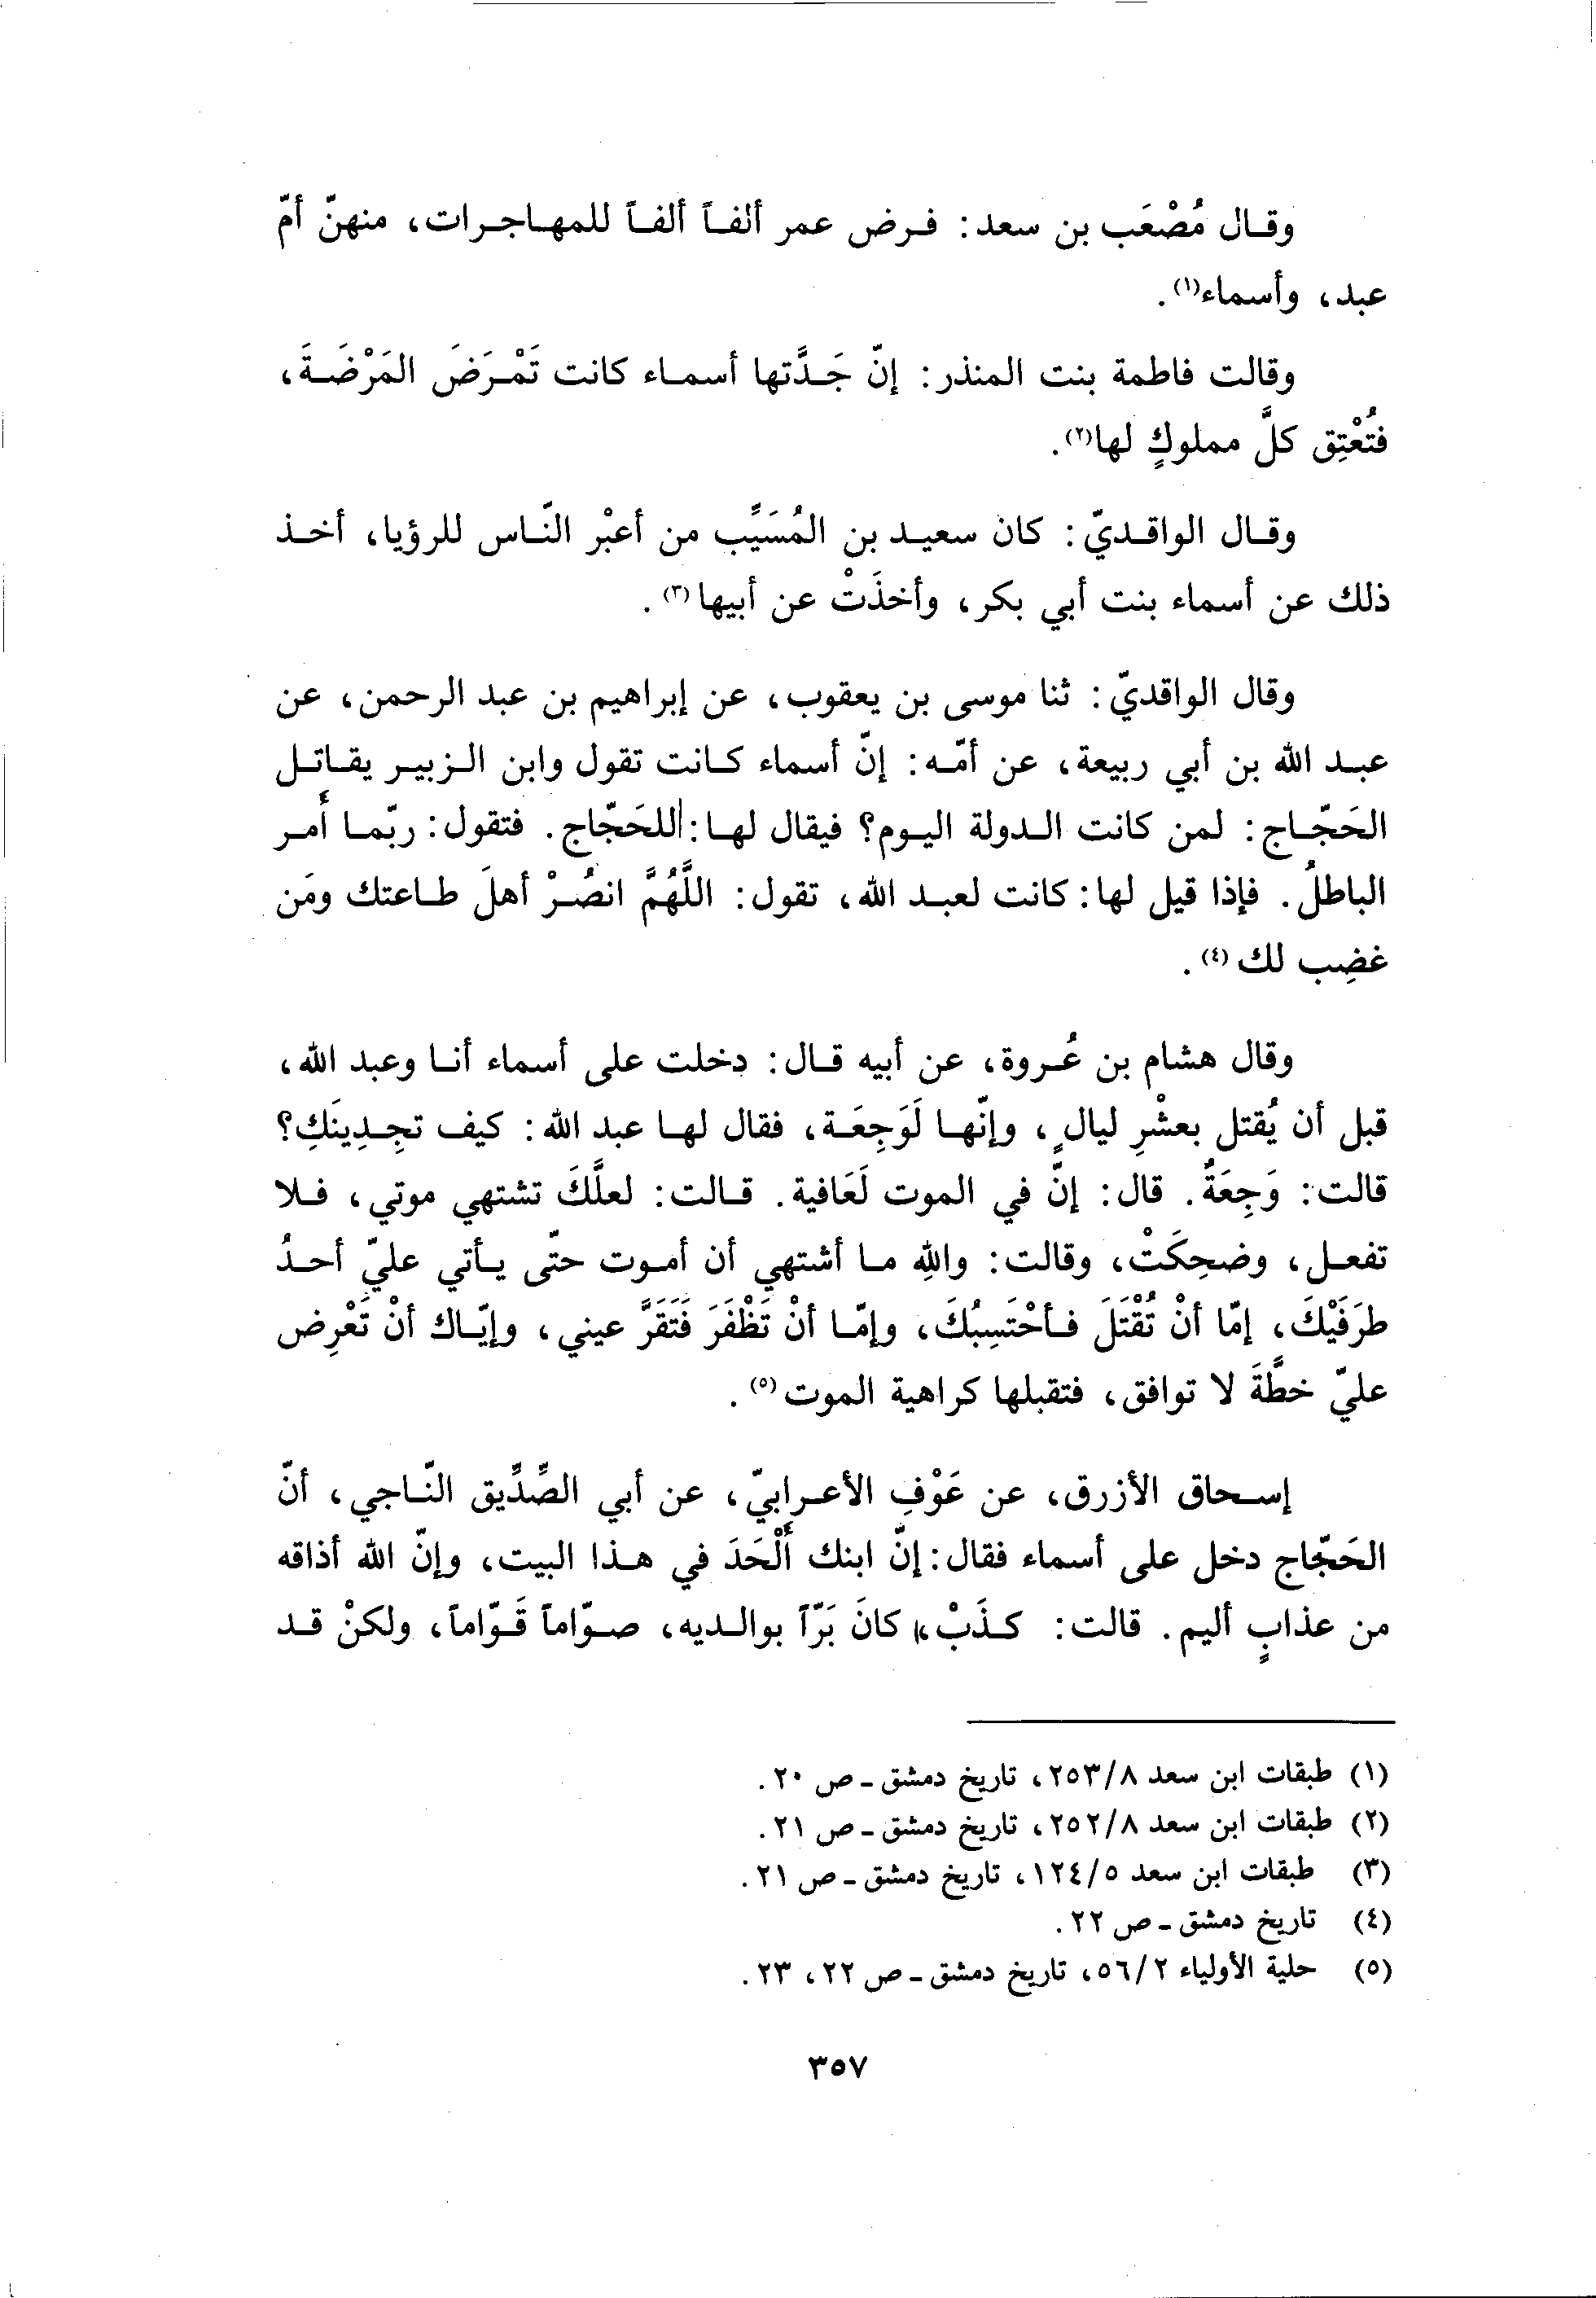 وقال مُصْعَب بن سعد: فرض عمر ألفاً ألفاً للمهاجرات، منهنّ أمّ
عبد، وأسماء(١).
وقالت فاطمة بنت المنذر: إنّ جَدَّتها أسماء كانت تَمْرَضَ المَرْضَةَ،
فتُعْتِق كلَّ مملوكٍ لها(٢).
وقال الواقديّ: كان سعيد بن المُسَيَّب من أعبْر النّاس للرؤيا، أخذ
ذلك عن أسماء بنت أبي بكر، وأخذَتْ عن أبيها(٣).
وقال الواقديّ: ثنا موسى بن يعقوب، عن إبراهيم بن عبد الرحمن، عن
عبد الله بن أبي ربيعة، عن أمّه: إنّ أسماء كانت تقول وابن الزبير يقاتل
الحَجّاج: لمن كانت الدولة اليوم؟ فيقال لها: للحَجّاج. فتقول: ربّما أُمر
الباطلُ. فإذا قيل لها: كانت لعبد الله، تقول: اللَّهُمَّ انصُرْ أهلَ طاعتك ومَن
غضِب لك(٤).
وقال هشام بن عُروة، عن أبيه قال: دخلت على أسماء أنا وعبد الله،
قبل أن يُقتل بعشْرِ ليالٍ، وإنّها لَوَجِعَة، فقال لها عبد الله: كيف تجِدِينَكِ؟
قالت: وَجِعَةٌ. قال: إنّ في الموت لَعَافية. قالت: لعلَّكَ تشتهي موتي، فلا
تفعل، وضحِكَتْ، وقالت: واللهِ ما أشتهي أن أموت حتّى يأتي عليّ أحدُ
طرَفَيْكَ، إمّا أنْ تُقْتَلَ فأحْتَسِبُكَ، وإمّا أنْ تَظْفَرَ فَتَقَرَّ عيني، وإيّاك أنْ تَعْرِض
عليّ خطَّةَ لا توافق، فتقبلها كراهية الموت(٥).
إسحاق الأزرق، عن عَوْفِ الأعرابيّ، عن أبي الصِّدِّيق النّاجي، أنّ
الحَجّاج دخل على أسماء فقال: إنّ ابنك أَلْحَدَ في هذا البيت، وإنّ الله أذاقه
من عذابٍ أليم. قالت: كذَبْتَ، كانَ بَرّاً بوالديه، صوّاماً قَوّاماً، ولكنْ قد
(١) طبقات ابن سعد ٢٥٣/٨، تاريخ دمشق ـ ص ٢٠.
(٢) طبقات ابن سعد ٢٥٢/٨، تاريخ دمشق ـ ص ٢١.
(٣) طبقات ابن سعد ١٢٤/٥، تاريخ دمشق ـ ص ٢١.
(٤) تاريخ دمشق ـ ص ٢٢.
(٥) حلية الأولياء ٥٦/٢، تاريخ دمشق ـ ص ٢٢، ٢٣.
٣٥٧